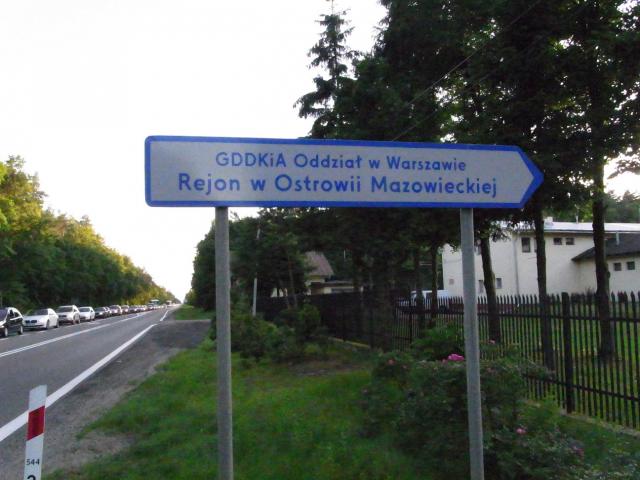 GDDKiA Oddział w Warszawie
Rejon w Ostrowii Mazowieckiej
544